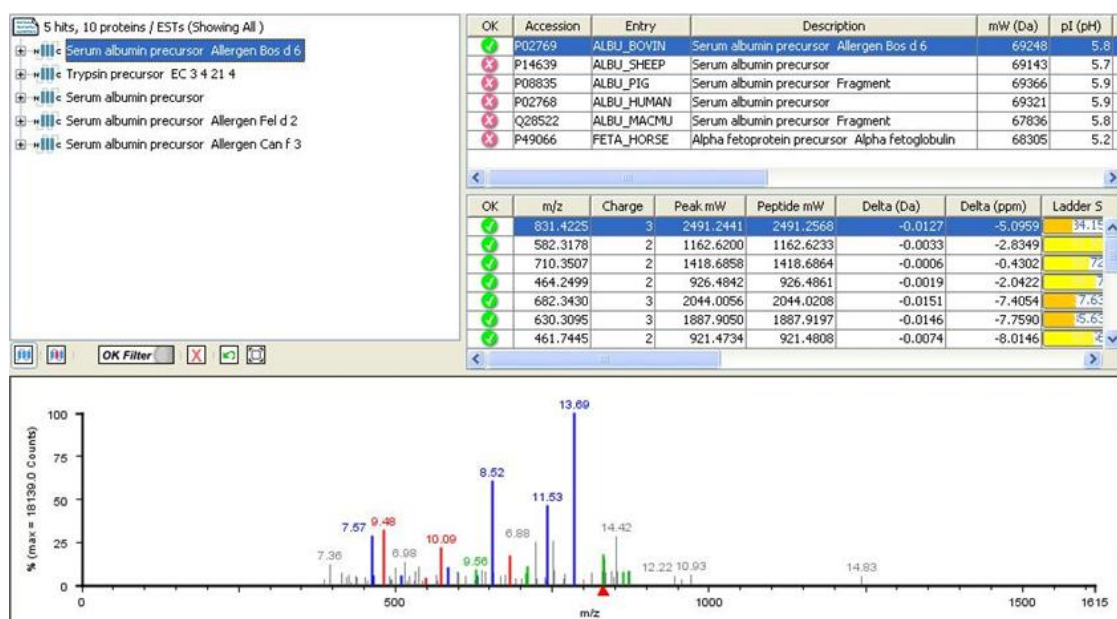 5 hits, 10 proteins / ESTs (Showing All )
Serum albumin precursor Allergen Bos d 6
Trypsin precursor EC 3 4 21 4
Serum albumin precursor
Serum albumin precursor Allergen Fel d 2
Serum albumin precursor Allergen Can f 3
OK Filter
OK Accession Entry Description mW (Da) pI (pH)
P02769 ALBU_BOVIN Serum albumin precursor Allergen Bos d 6 69248 5.8
P14639 ALBU_SHEEP Serum albumin precursor 69143 5.7
P08835 ALBU_PIG Serum albumin precursor Fragment 69366 5.9
P02768 ALBU_HUMAN Serum albumin precursor 69321 5.9
Q28522 ALBU_MACMU Serum albumin precursor Fragment 67836 5.8
P49066 FETA_HORSE Alpha fetoprotein precursor Alpha fetoglobulin 68305 5.2
OK m/z Charge Peak mW Peptide mW Delta (Da) Delta (ppm) Ladder S
831.4225 3 2491.2441 2491.2568 -0.0127 -5.0959
582.3178 2 1162.6200 1162.6233 -0.0033 -2.8349
710.3507 2 1418.6858 1418.6864 -0.0006 -0.4302 72
464.2499 2 926.4842 926.4861 -0.0019 -2.0422
682.3430 3 2044.0056 2044.0208 -0.0151 -7.4054 7.63
630.3095 3 1887.9050 1887.9197 -0.0146 -7.7590 5.63
461.7445 2 921.4734 921.4808 -0.0074 -8.0146
% (max = 18139.0 Counts)
100
75
50
25
0
13.69
8.52
11.53
7.57
9.48
10.09
6.88
14.42
7.36
6.98
9.56
12.22
10.93
14.83
0
500
1000
1500
1615
m/z